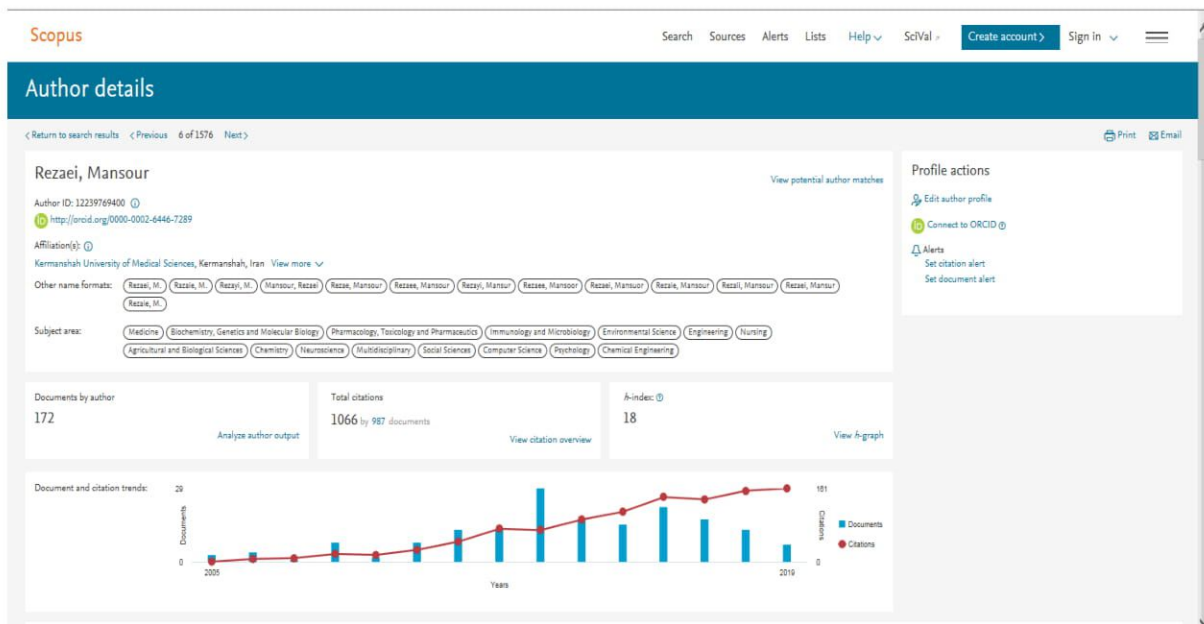 Scopus
Search Sources Alerts Lists Help SciVal Create account Sign in
Author details
Return to search results Previous 6 of 1576 Next Print Email
Rezaei, Mansour
View potential author matches
Author ID: 12239769400
http://orcid.org/0000-0002-6446-7289
Affiliation(s):
Kermanshah University of Medical Sciences, Kermanshah, Iran View more
Other name formats: Rezaei, M. Razaie, M. Rezayi, M. Mansour, Rezaei Rezae, Mansour Rezaee, Mansour Rezayi, Mansur Rezaee, Mansoor Rezaei, Mansuor Rezaie, Mansour Rezaii, Mansour Rezaei, Mansur
Rezaie, M.
Subject area: Medicine Biochemistry, Genetics and Molecular Biology Pharmacology, Toxicology and Pharmaceutics Immunology and Microbiology Environmental Science Engineering Nursing
Agricultural and Biological Sciences Chemistry Neuroscience Multidisciplinary Social Sciences Computer Science Psychology Chemical Engineering
Profile actions
Edit author profile
Connect to ORCID
Alerts
Set citation alert
Set document alert
Documents by author
172
Analyze author output
Total citations
1066 by 987 documents
View citation overview
h-index:
18
View h-graph
Document and citation trends:
29
Documents
0
2005
Years
2019
181
Citations
0
Documents
Citations